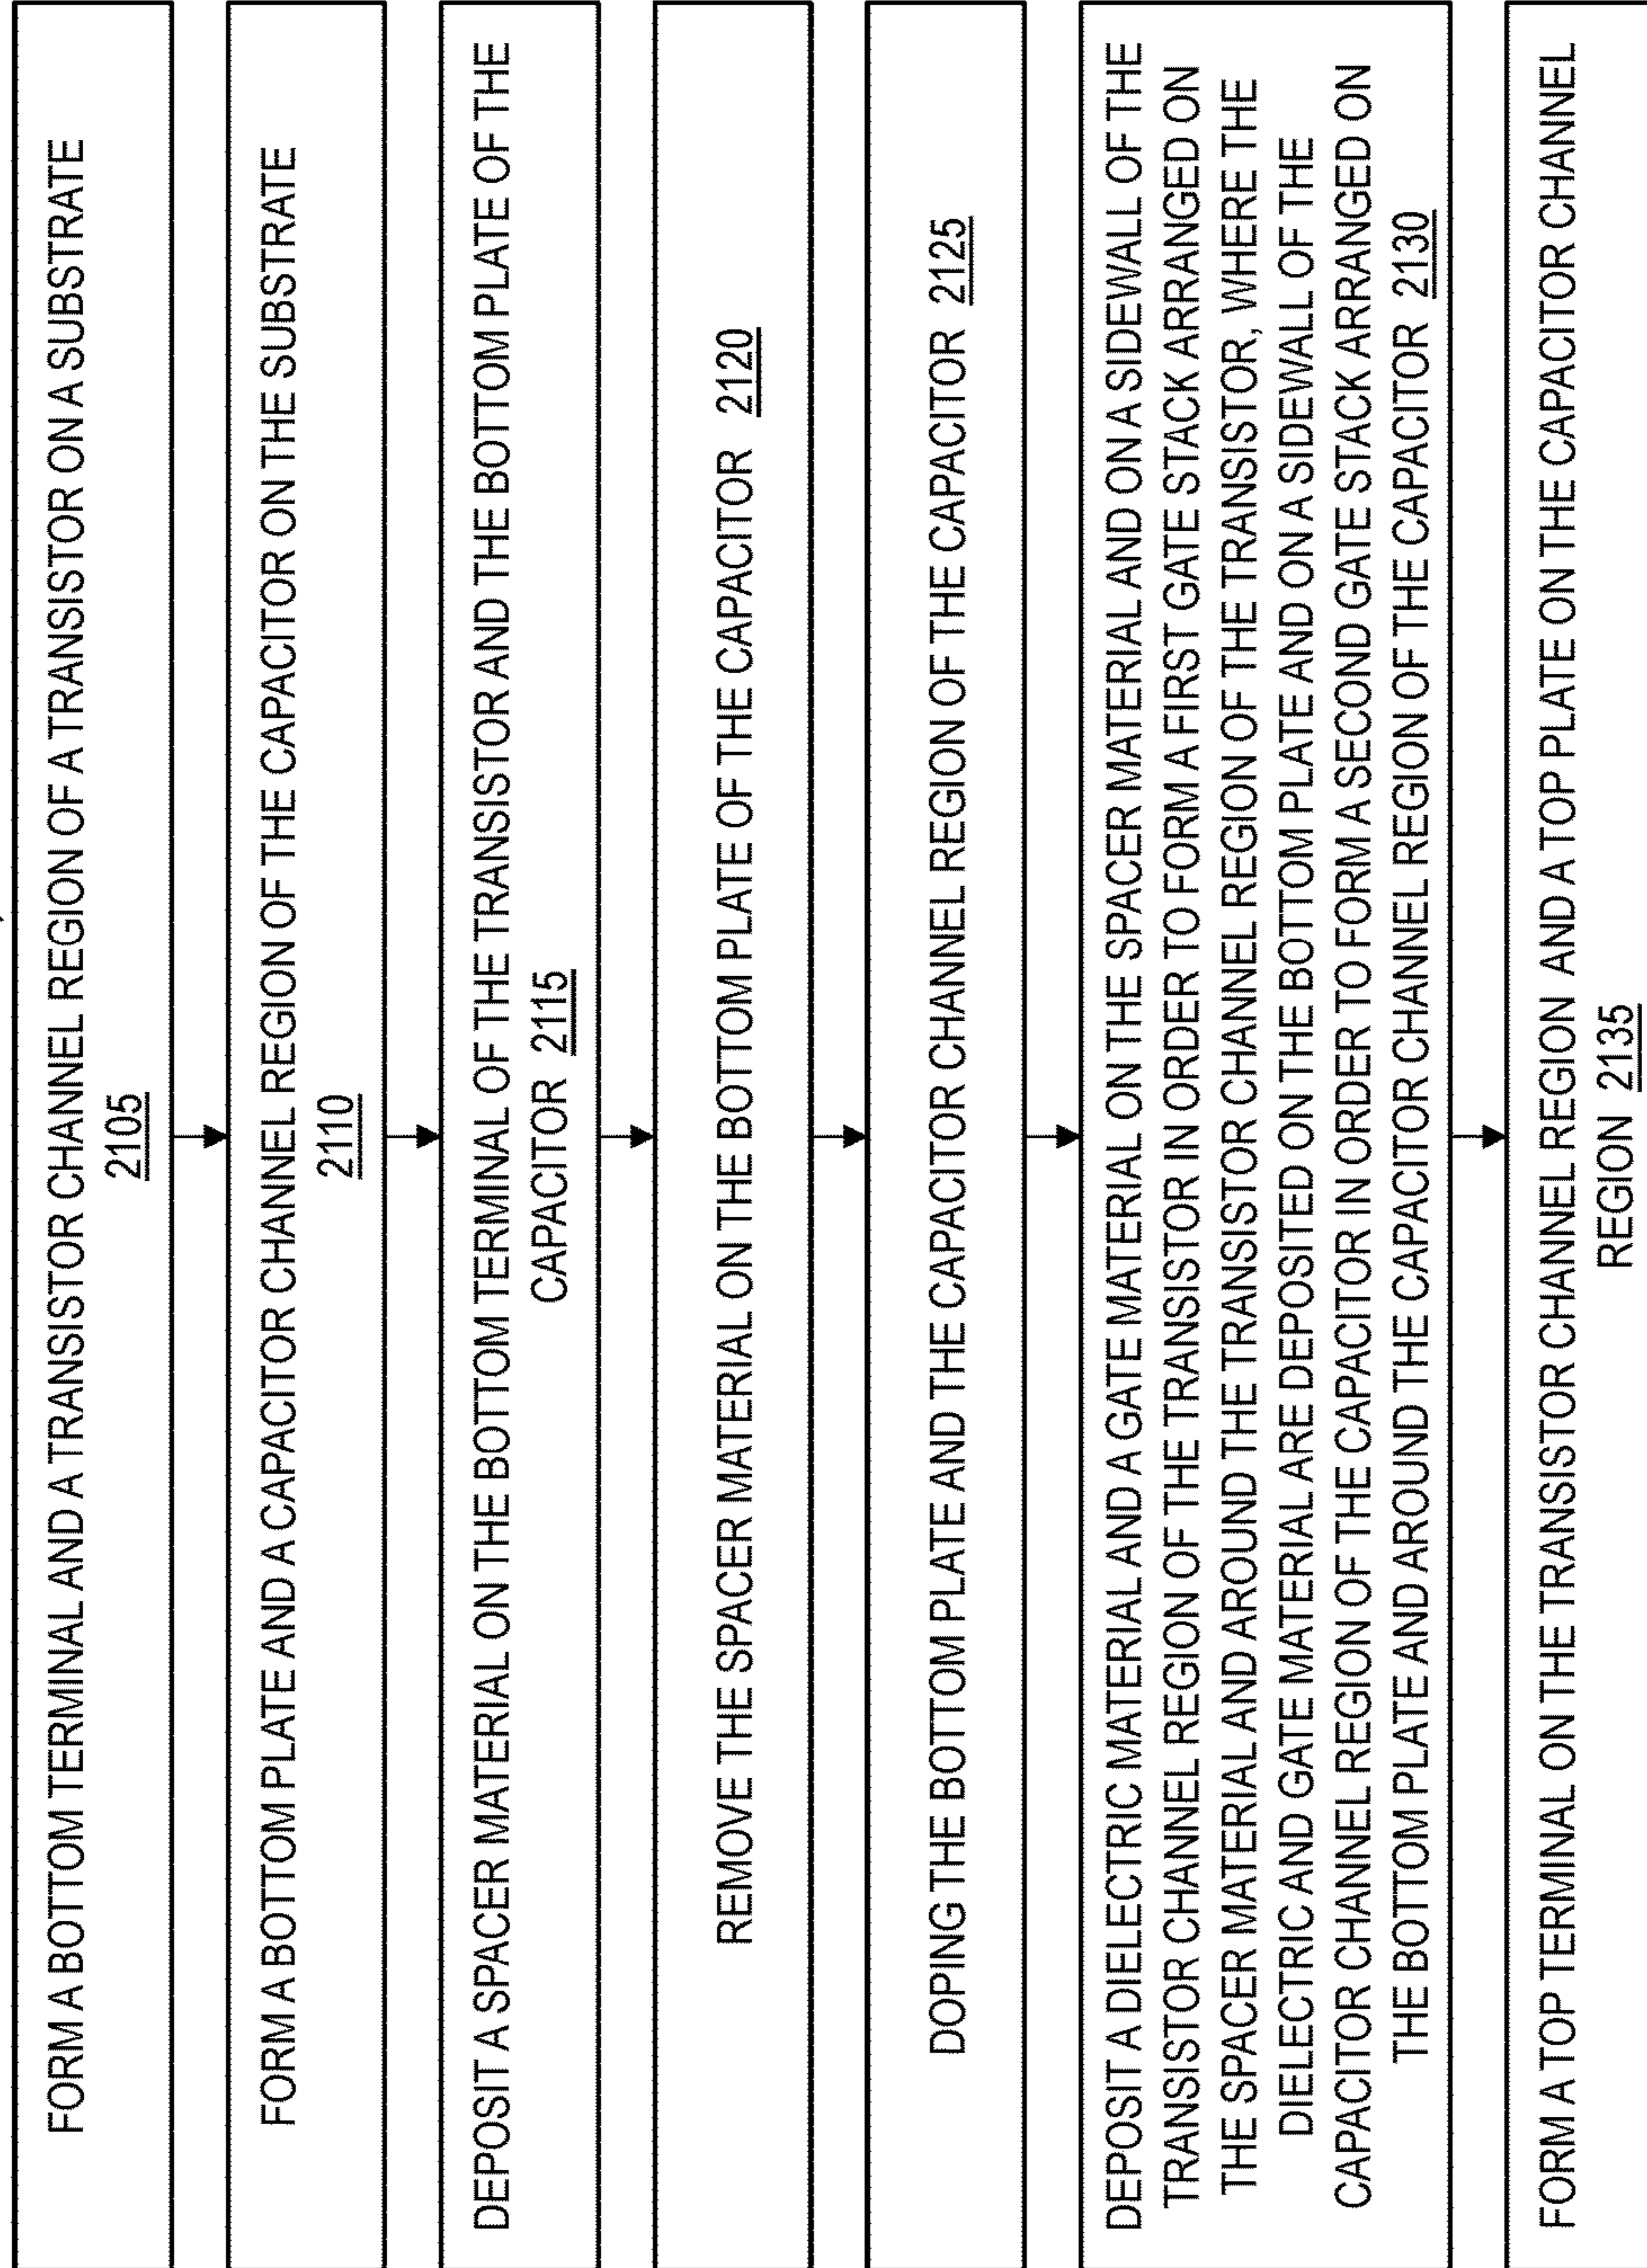 FORM A BOTTOM TERMINAL AND A TRANSISTOR CHANNEL REGION OF A TRANSISTOR ON A SUBSTRATE
2105
FORM A BOTTOM PLATE AND A CAPACITOR CHANNEL REGION OF THE CAPACITOR ON THE SUBSTRATE
2110
DEPOSIT A SPACER MATERIAL ON THE BOTTOM TERMINAL OF THE TRANSISTOR AND THE BOTTOM PLATE OF THE
CAPACITOR 2115
REMOVE THE SPACER MATERIAL ON THE BOTTOM PLATE OF THE CAPACITOR 2120
DOPING THE BOTTOM PLATE AND THE CAPACITOR CHANNEL REGION OF THE CAPACITOR 2125
DEPOSIT A DIELECTRIC MATERIAL AND A GATE MATERIAL ON THE SPACER MATERIAL AND ON A SIDEWALL OF THE
TRANSISTOR CHANNEL REGION OF THE TRANSISTOR IN ORDER TO FORM A FIRST GATE STACK ARRANGED ON
THE SPACER MATERIAL AND AROUND THE TRANSISTOR CHANNEL REGION OF THE TRANSISTOR, WHERE THE
DIELECTRIC AND GATE MATERIAL ARE DEPOSITED ON THE BOTTOM PLATE AND ON A SIDEWALL OF THE
CAPACITOR CHANNEL REGION OF THE CAPACITOR IN ORDER TO FORM A SECOND GATE STACK ARRANGED ON
THE BOTTOM PLATE AND AROUND THE CAPACITOR CHANNEL REGION OF THE CAPACITOR 2130
FORM A TOP TERMINAL ON THE TRANSISTOR CHANNEL REGION AND A TOP PLATE ON THE CAPACITOR CHANNEL
REGION 2135